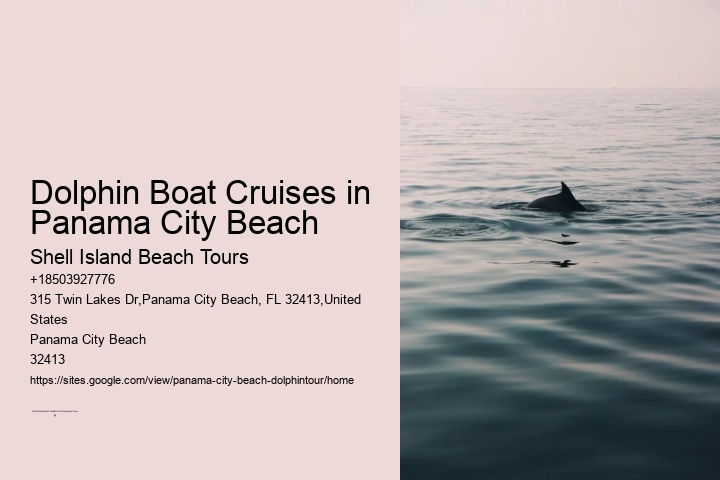 Dolphin Boat Cruises in
Panama City Beach
Shell Island Beach Tours
+18503927776
315 Twin Lakes Dr,Panama City Beach, FL 32413,United
States
Panama City Beach
32413
https://sites.google.com/view/panama-city-beach-dolphintour/home